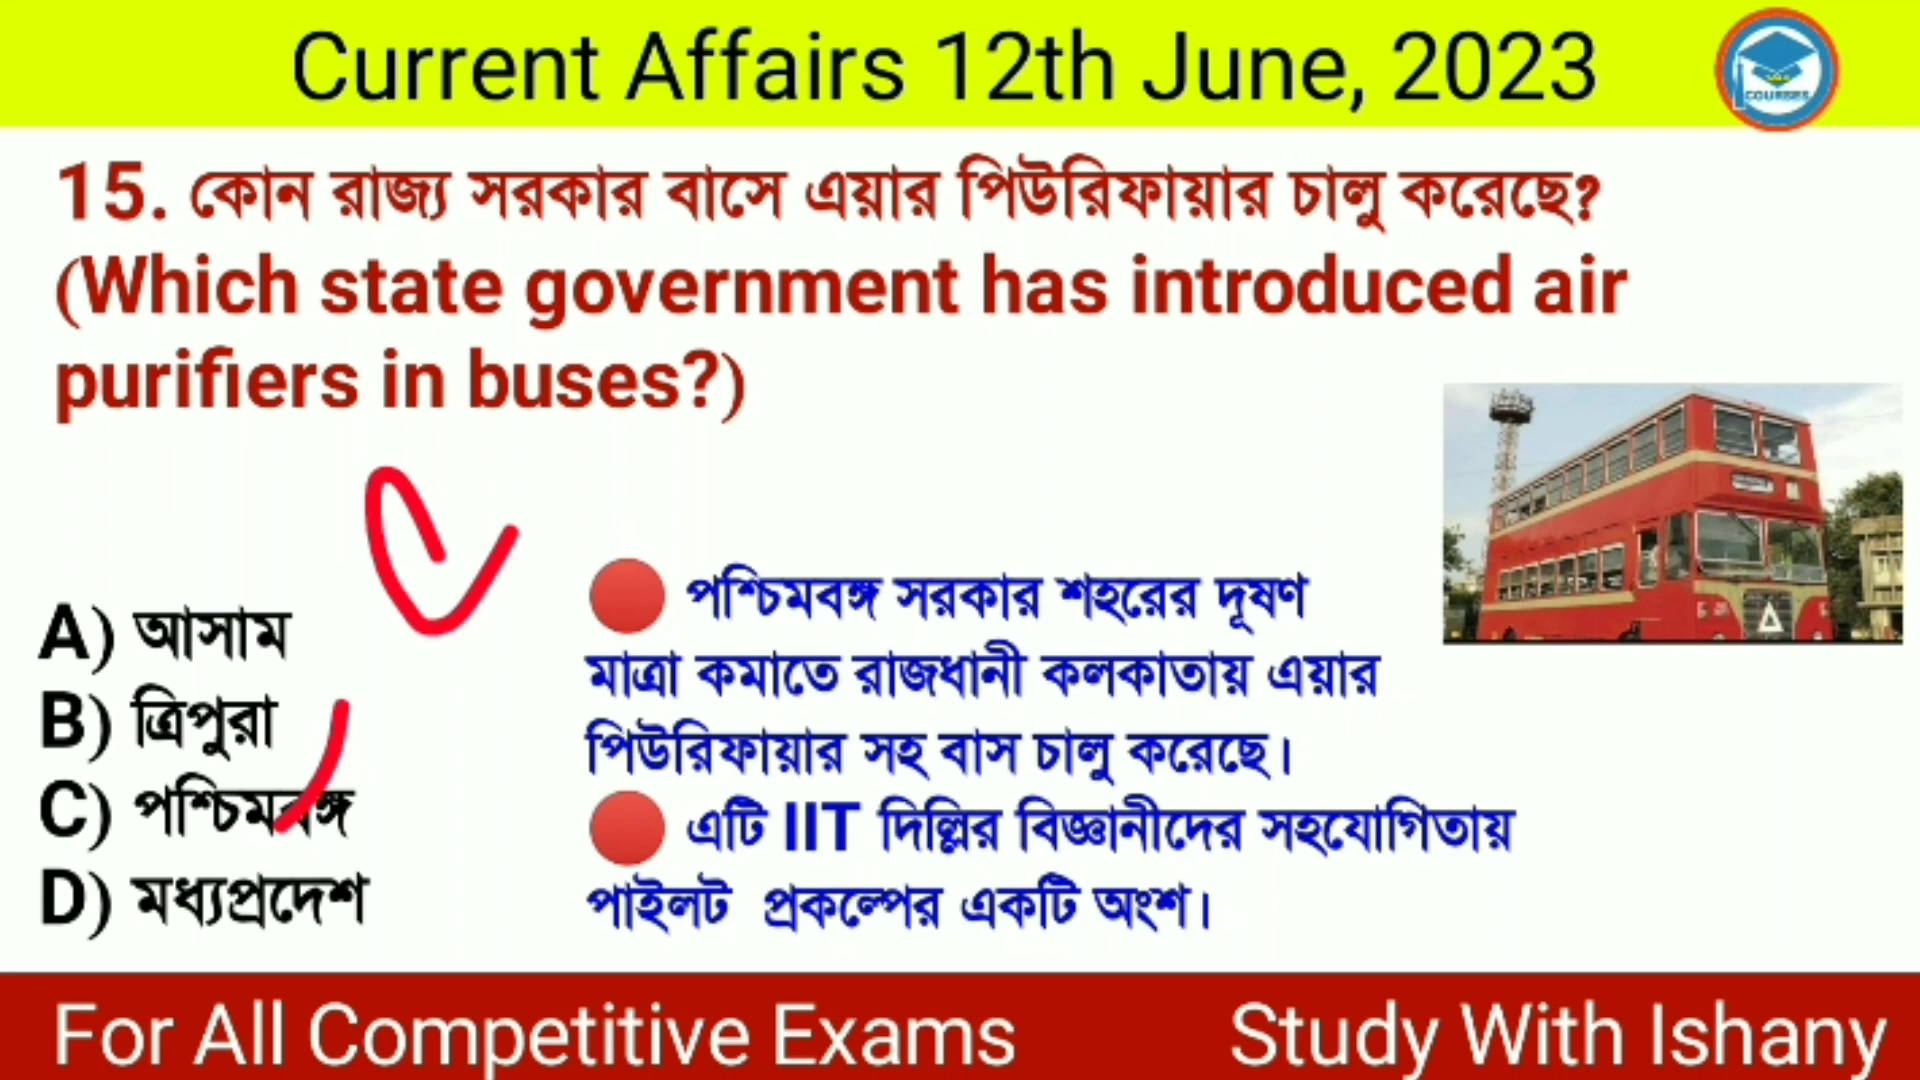 Current Affairs 12th June, 2023
COURSES
15. কোন রাজ্য সরকার বাসে এয়ার পিউরিফায়ার চালু করেছে?
(Which state government has introduced air
purifiers in buses?)
A) আসাম
B) ত্রিপুরা
C) পশ্চিমবঙ্গ
D) মধ্যপ্রদেশ
পশ্চিমবঙ্গ সরকার শহরের দূষণ
মাত্রা কমাতে রাজধানী কলকাতায় এয়ার
পিউরিফায়ার সহ বাস চালু করেছে।
এটি IIT দিল্লির বিজ্ঞানীদের সহযোগিতায়
পাইলট প্রকল্পের একটি অংশ।
For All Competitive Exams
Study With Ishany